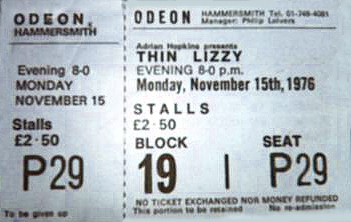 ODEON,
HAMMERSMITH
Evening 8-0
MONDAY
NOVEMBER 15
Stalls
£2·50
P29
To be given up
ODEON HAMMERSMITH Tel. 01-748-4081
Manager: Philip Leivers
Adrian Hopkins presents
THIN LIZZY
EVENING 8-0 p.m.
Monday, November 15th, 1976
STALLS
£2·50
BLOCK SEAT
19 | P29
NO TICKET EXCHANGED NOR MONEY REFUNDED
This portion to be retained No re-admission